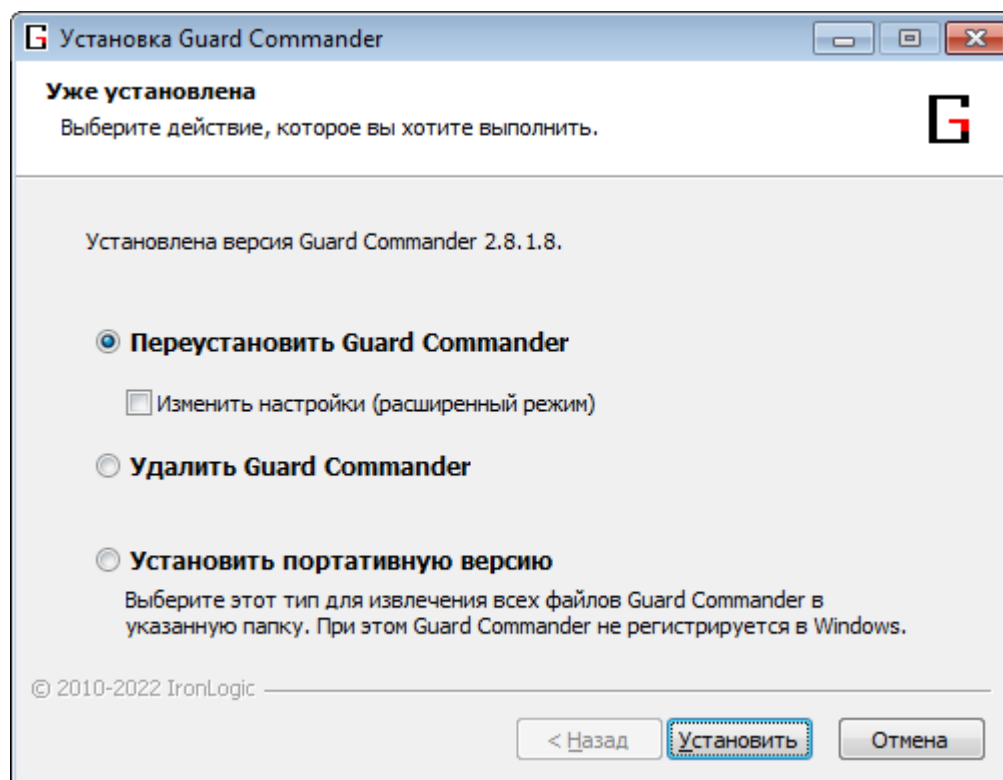 Установка Guard Commander
Уже установлена
Выберите действие, которое вы хотите выполнить.
Установлена версия Guard Commander 2.8.1.8.
Переустановить Guard Commander
Изменить настройки (расширенный режим)
Удалить Guard Commander
Установить портативную версию
Выберите этот тип для извлечения всех файлов Guard Commander в
указанную папку. При этом Guard Commander не регистрируется в Windows.
© 2010-2022 IronLogic
< Назад Установить Отмена